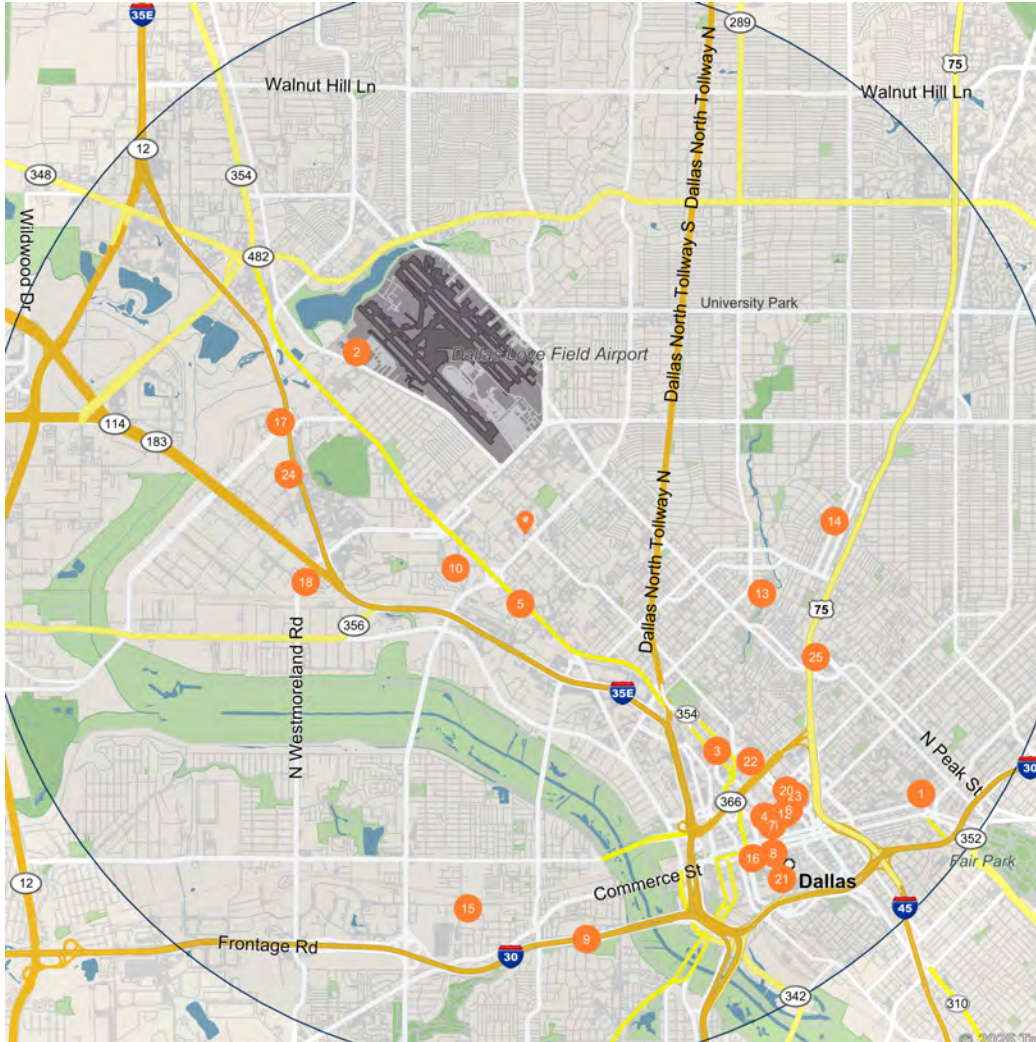 35E
289
75
Walnut Hill Ln
Walnut Hill Ln
12
348
354
Dallas North Tollway S Dallas North Tollway N
Wildwood Dr
482
University Park
2
Dallas Love Field Airport
17
114
183
24
Dallas North Tollway N
14
10
18
13
5
75
356
N Westmoreland Rd
25
35E
354
3
22
N Peak St
30
20
23
1
366
6
4
7
352
8
16
Fair Park
Commerce St
21
Dallas
12
15
45
Frontage Rd
9
30
342
310